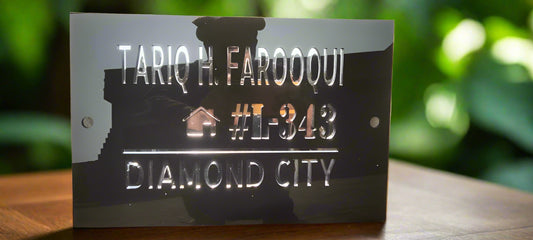 TARIQ H. FAROOQUI
#L-343
DIAMOND CITY